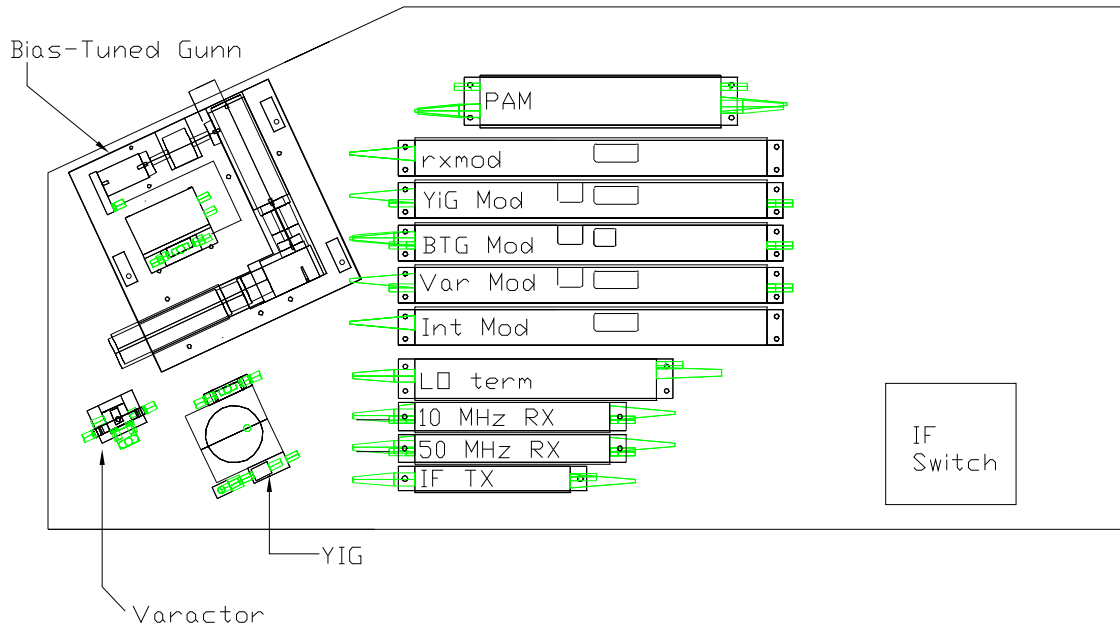 Bias-Tuned Gunn
PAM
rxmod
YiG Mod
BTG Mod
Var Mod
Int Mod
LO term
10 MHz RX
50 MHz RX
IF TX
IF
Switch
YIG
Varactor